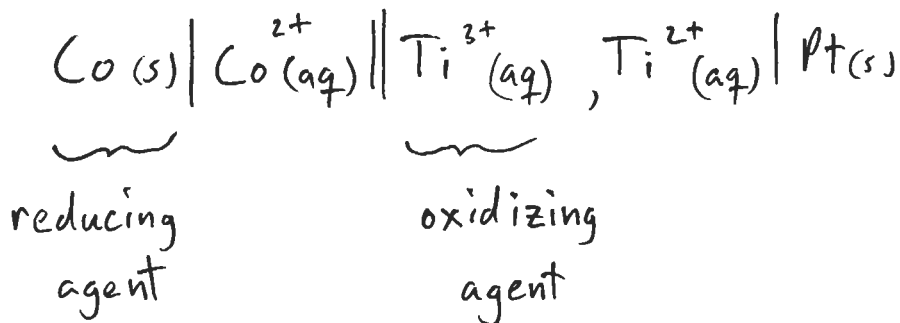 Co (s) | Co²⁺ (aq) || Ti³⁺ (aq) , Ti²⁺ (aq) | Pt (s)
reducing oxidizing
agent agent